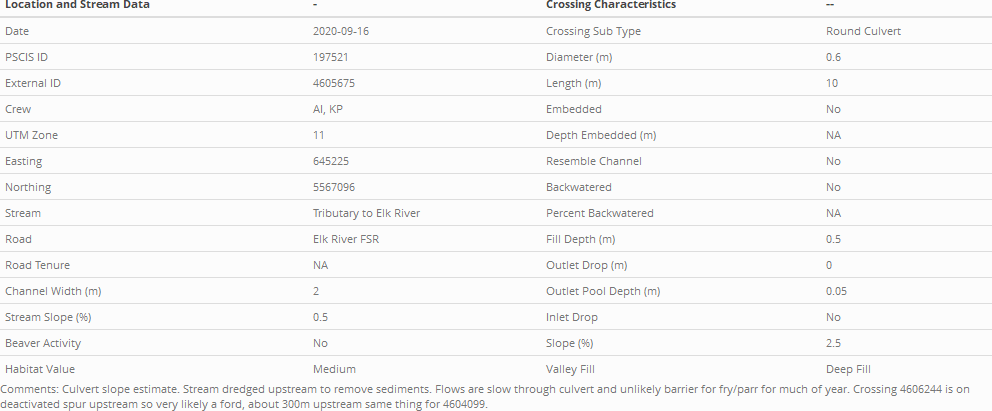 Location and Stream Data - Crossing Characteristics --
Date 2020-09-16 Crossing Sub Type Round Culvert
PSCIS ID 197521 Diameter (m) 0.6
External ID 4605675 Length (m) 10
Crew AI, KP Embedded No
UTM Zone 11 Depth Embedded (m) NA
Easting 645225 Resemble Channel No
Northing 5567096 Backwatered No
Stream Tributary to Elk River Percent Backwatered NA
Road Elk River FSR Fill Depth (m) 0.5
Road Tenure NA Outlet Drop (m) 0
Channel Width (m) 2 Outlet Pool Depth (m) 0.05
Stream Slope (%) 0.5 Inlet Drop No
Beaver Activity No Slope (%) 2.5
Habitat Value Medium Valley Fill Deep Fill
Comments: Culvert slope estimate. Stream dredged upstream to remove sediments. Flows are slow through culvert and unlikely barrier for fry/parr for much of year. Crossing 4606244 is on
deactivated spur upstream so very likely a ford, about 300m upstream same thing for 4604099.